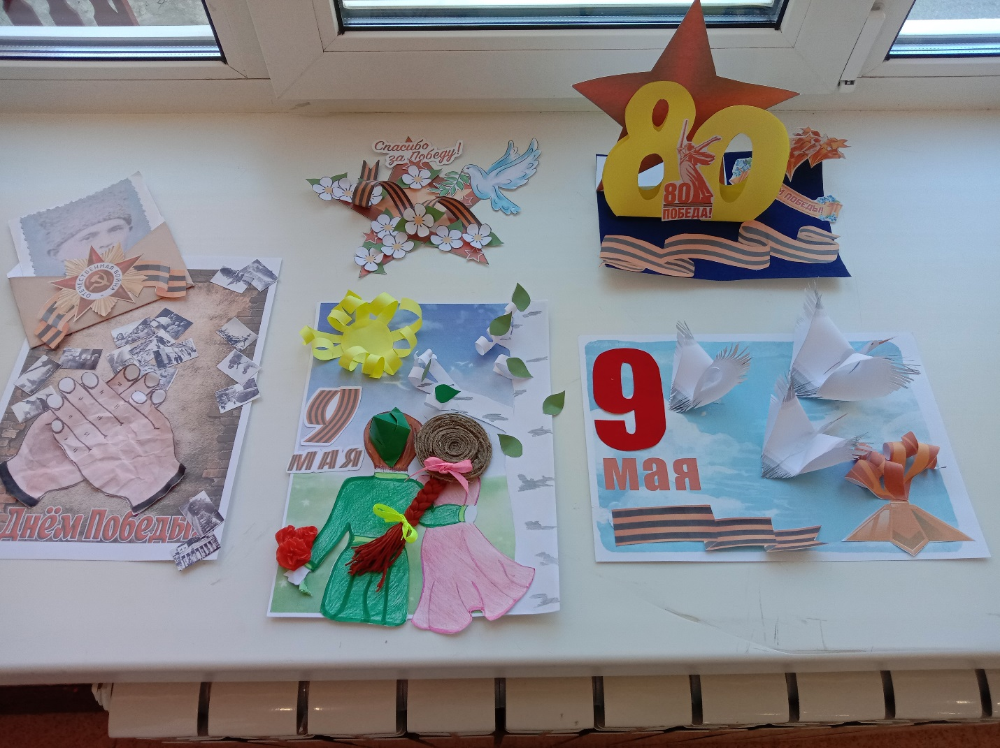 Спасибо
за Победу!
80
80
ПОБЕДА!
ПОБЕДЫ!
ОТЕЧЕСТВЕННАЯ ВОЙНА
Днём Победы
9
МАЯ
9
мая